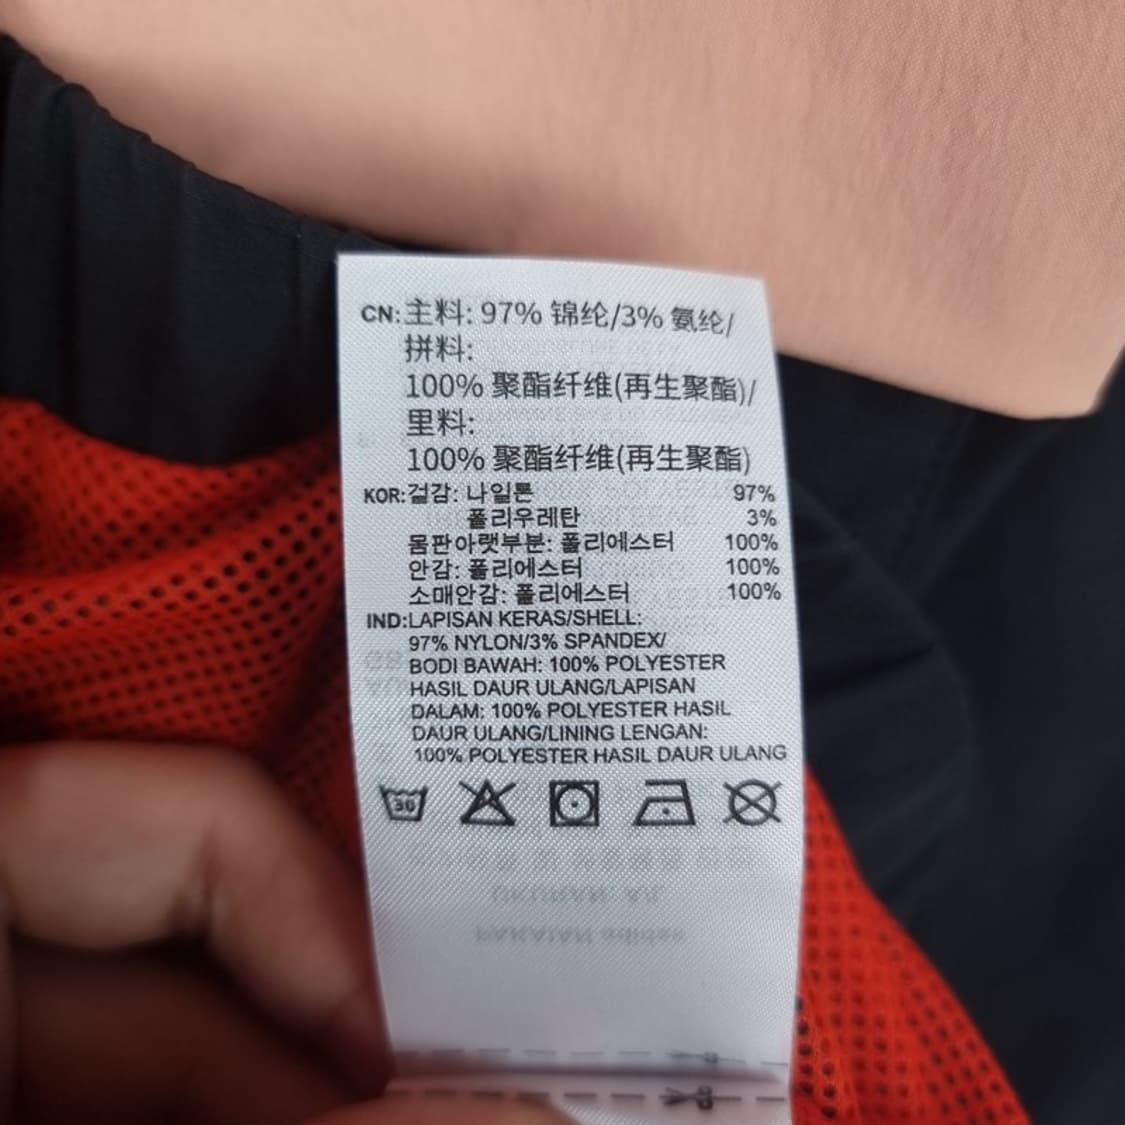 CN:主料: 97% 锦纶/3% 氨纶/
拼料:
100% 聚酯纤维(再生聚酯)/
里料:
100% 聚酯纤维(再生聚酯)
KOR:겉감: 나일론 97%
폴리우레탄 3%
몸판아랫부분: 폴리에스터 100%
안감: 폴리에스터 100%
소매안감: 폴리에스터 100%
IND:LAPISAN KERAS/SHELL:
97% NYLON/3% SPANDEX/
BODI BAWAH: 100% POLYESTER
HASIL DAUR ULANG/LAPISAN
DALAM: 100% POLYESTER HASIL
DAUR ULANG/LINING LENGAN:
100% POLYESTER HASIL DAUR ULANG
30